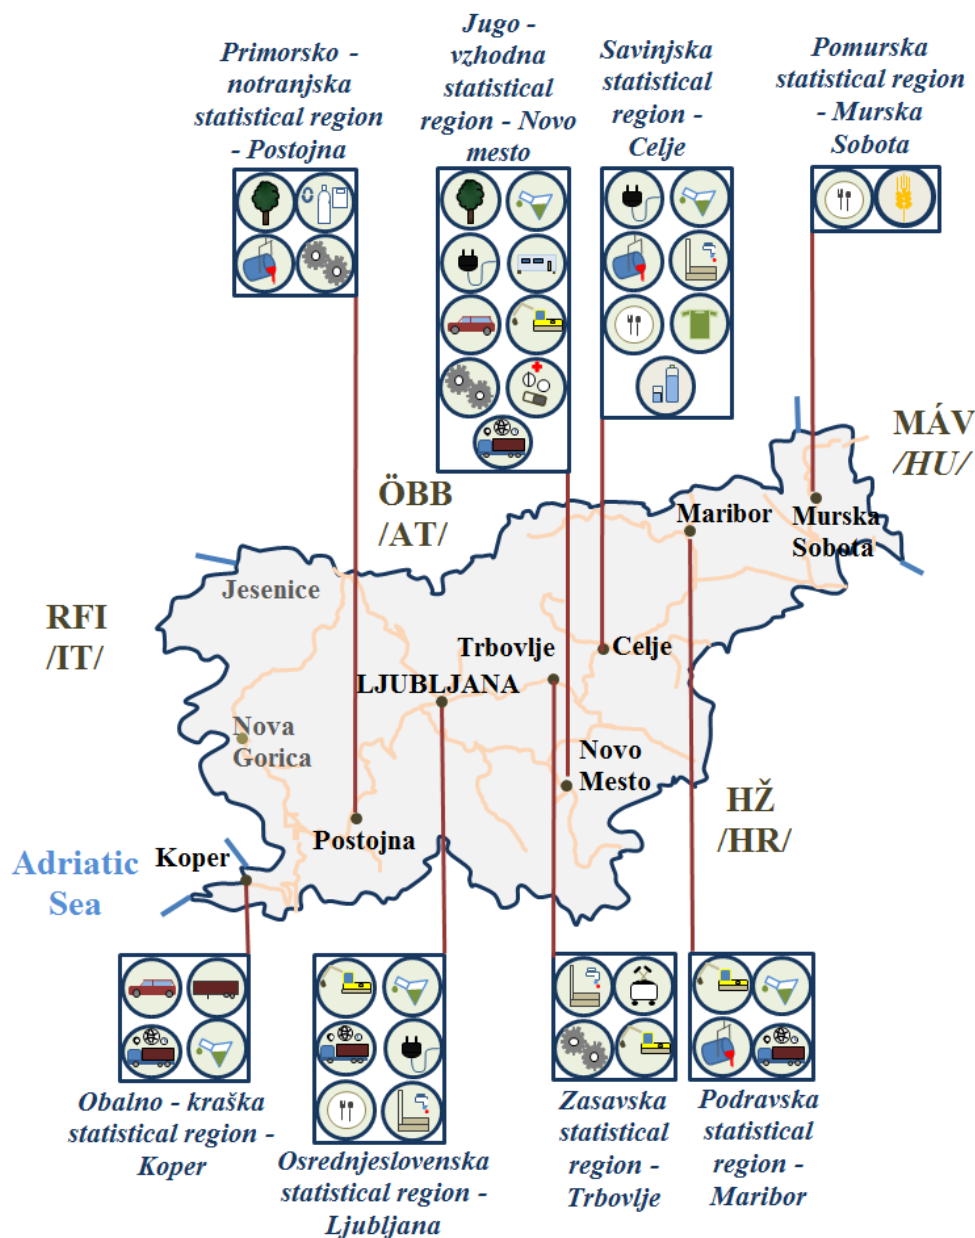 Primorsko -
notranjska
statistical region
- Postojna
Jugo -
vzhodna
statistical
region - Novo
mesto
Savinjska
statistical
region -
Celje
Pomurska
statistical region
- Murska
Sobota
MÁV
/HU/
ÖBB
/AT/
RFI
/IT/
HŽ
/HR/
Adriatic
Sea
Jesenice
Maribor
Murska
Sobota
Trbovlje
Celje
LJUBLJANA
Nova
Gorica
Novo
Mesto
Postojna
Koper
Obalno - kraška
statistical region -
Koper
Osrednjeslovenska
statistical region -
Ljubljana
Zasavska
statistical
region -
Trbovlje
Podravska
statistical
region -
Maribor